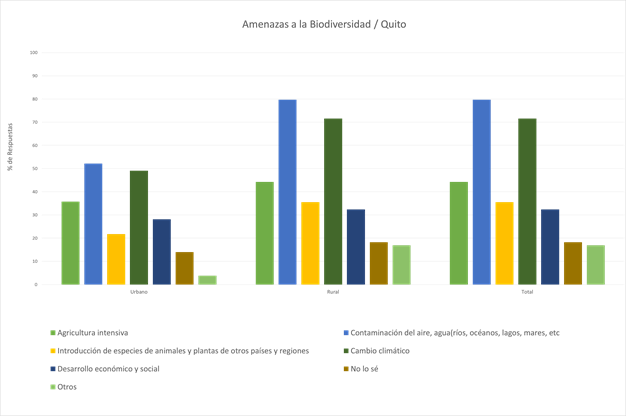 Amenazas a la Biodiversidad / Quito
% de Respuestas
100
90
80
70
60
50
40
30
20
10
0
Urbano Rural Total
Agricultura intensiva Contaminación del aire, agua(ríos, océanos, lagos, mares, etc
Introducción de especies de animales y plantas de otros países y regiones Cambio climático
Desarrollo económico y social No lo sé
Otros